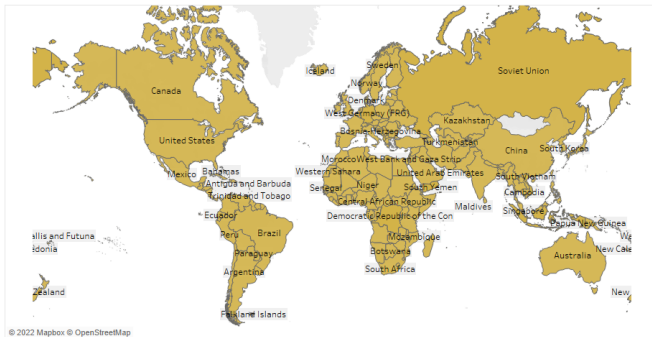 Iceland
Sweden
Soviet Union
Norway
Canada
Denmark
West Germany (FRG)
Kazakhstan
Bosnia-Herzegovina
United States
Turkmenistan
China
South Korea
Morocco
West Bank and Gaza Strip
Mexico
Bahamas
Western Sahara
United Arab Emirates
South Vietnam
Antigua and Barbuda
Senegal
Niger
South Yemen
Cambodia
Trinidad and Tobago
Central African Republic
Maldives
Singapore
Ecuador
Democratic Republic of the Con
Papua New Guinea
allis and Futuna
Peru
Brazil
Mozambique
Wa
edonia
Paraguay
Botswana
Australia
New Cale
Argentina
South Africa
Zealand
New
Falkland Islands
© 2022 Mapbox © OpenStreetMap